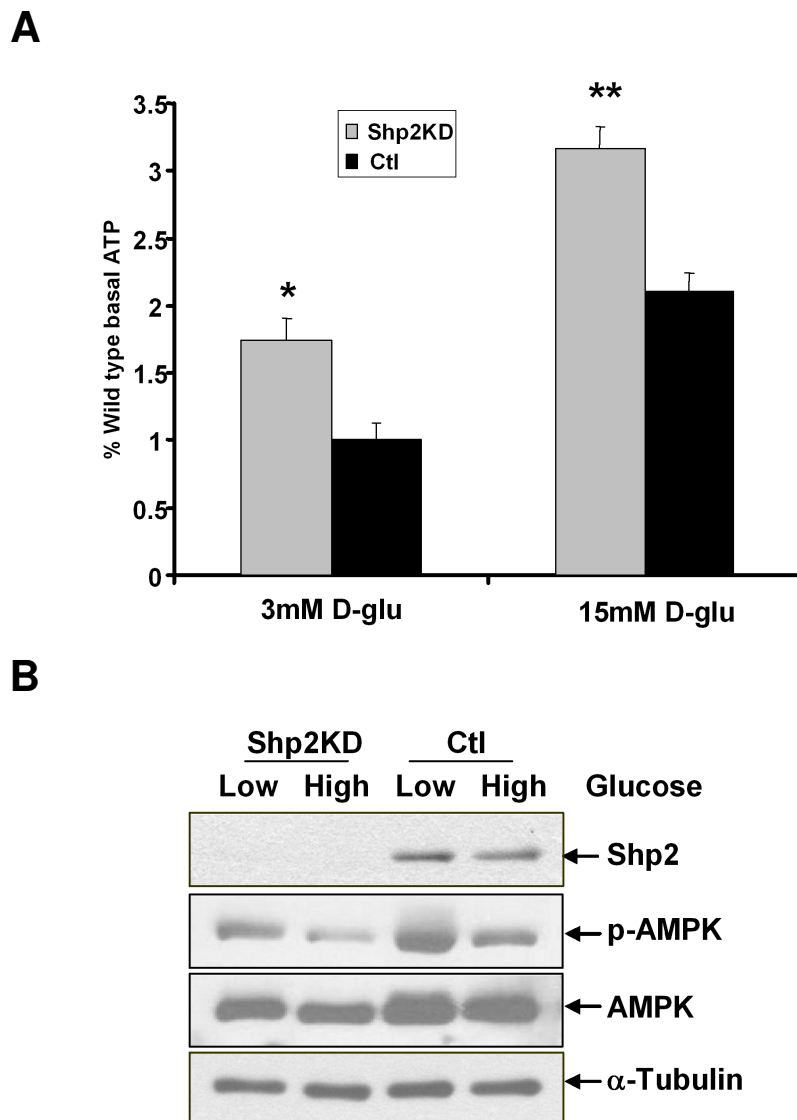 A
% Wild type basal ATP
3.5
3
2.5
2
1.5
1
0.5
0
Shp2KD
Ctl
*
**
3mM D-glu
15mM D-glu
B
Shp2KD Ctl
Low High Low High Glucose
Shp2
p-AMPK
AMPK
α-Tubulin